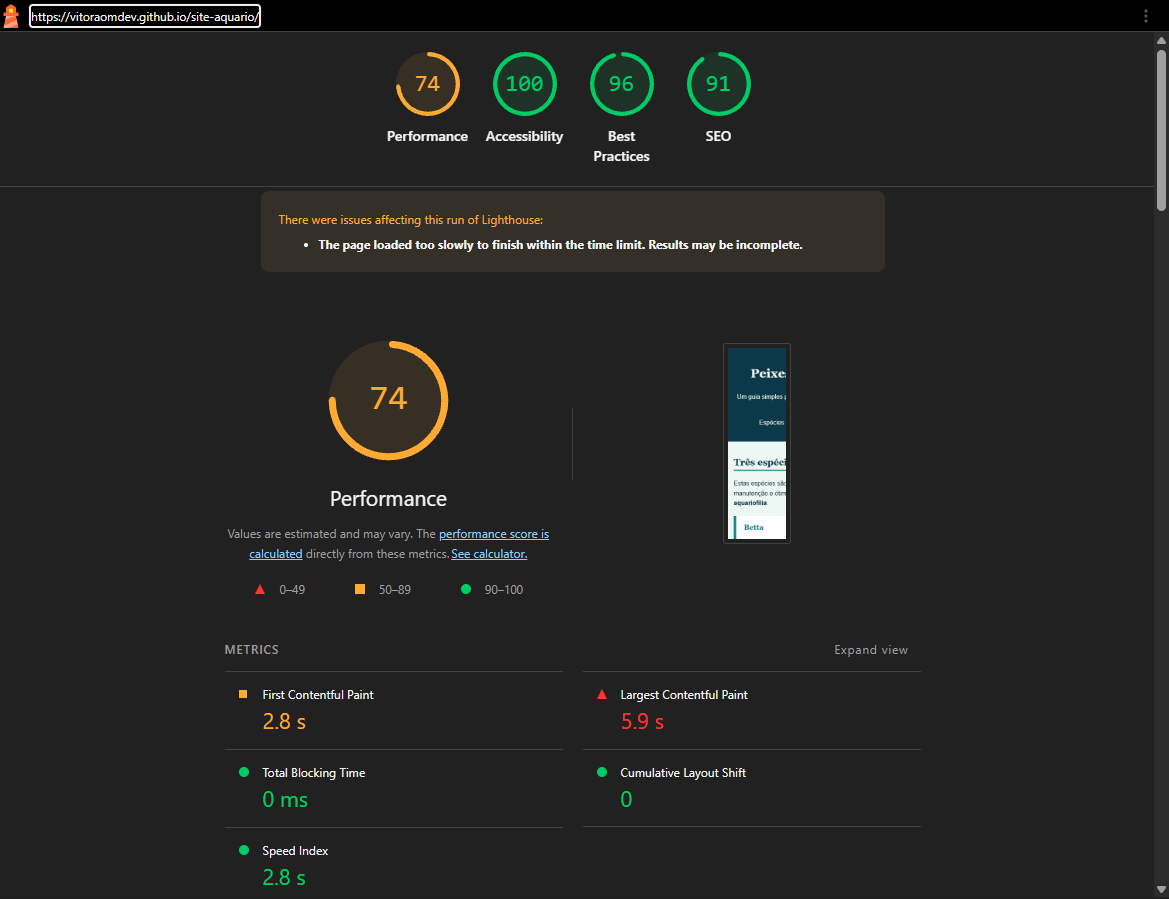 https://vitoraomdev.github.io/site-aquario/
74
100
96
91
Performance
Accessibility
Best
Practices
SEO
There were issues affecting this run of Lighthouse:
• The page loaded too slowly to finish within the time limit. Results may be incomplete.
74
Performance
Values are estimated and may vary. The performance score is
calculated directly from these metrics. See calculator.
0–49
50–89
90–100
Peixe
Um guia simples
Espécies
Três espéci
Estas espécies são
manutenção e ótim
aquariofilia
Betta
METRICS
Expand view
First Contentful Paint
2.8 s
Largest Contentful Paint
5.9 s
Total Blocking Time
0 ms
Cumulative Layout Shift
0
Speed Index
2.8 s